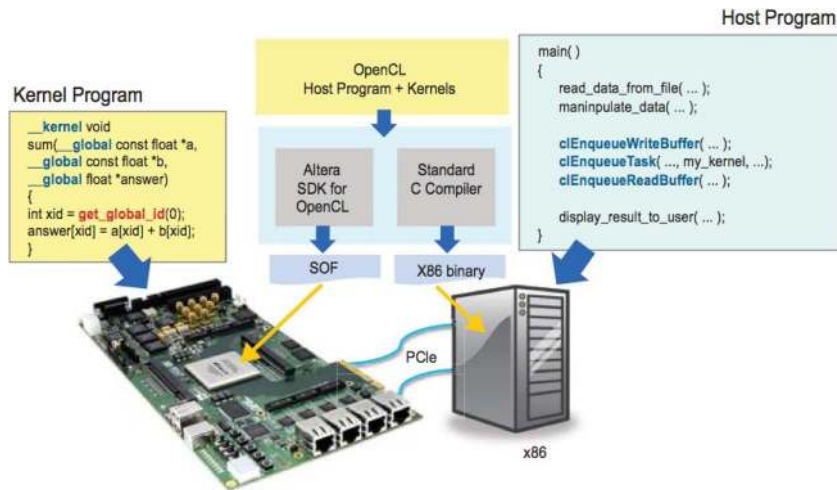 Host Program
main( )
{
read_data_from_file( ... );
maninpulate_data( ... );
clEnqueueWriteBuffer( ... );
clEnqueueTask( ..., my_kernel, ...);
clEnqueueReadBuffer( ... );
display_result_to_user( ... );
}
OpenCL
Host Program + Kernels
Kernel Program
__kernel void
sum(__global const float *a,
__global const float *b,
__global float *answer)
{
int xid = get_global_id(0);
answer[xid] = a[xid] + b[xid];
}
Altera
SDK for
OpenCL
Standard
C Compiler
SOF
X86 binary
PCIe
x86